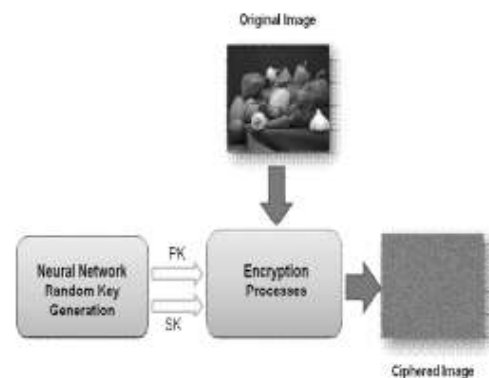 Original Image
Neural Network
Random Key
Generation
PK
SK
Encryption
Processes
Ciphered Image